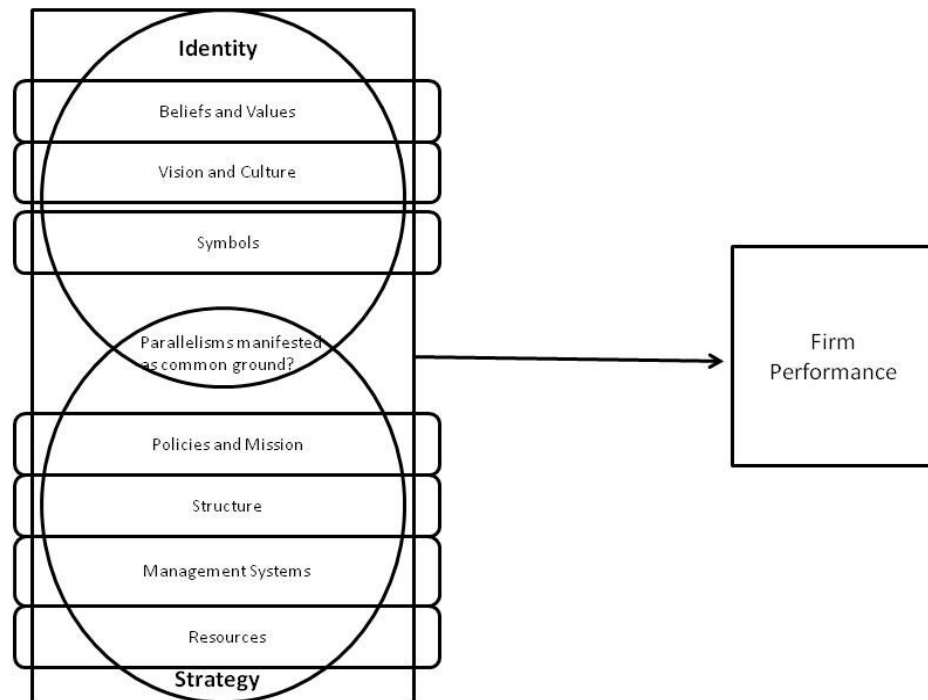 Identity
Beliefs and Values
Vision and Culture
Symbols
Parallelisms manifested
as common ground?
Policies and Mission
Structure
Management Systems
Resources
Strategy
Firm
Performance